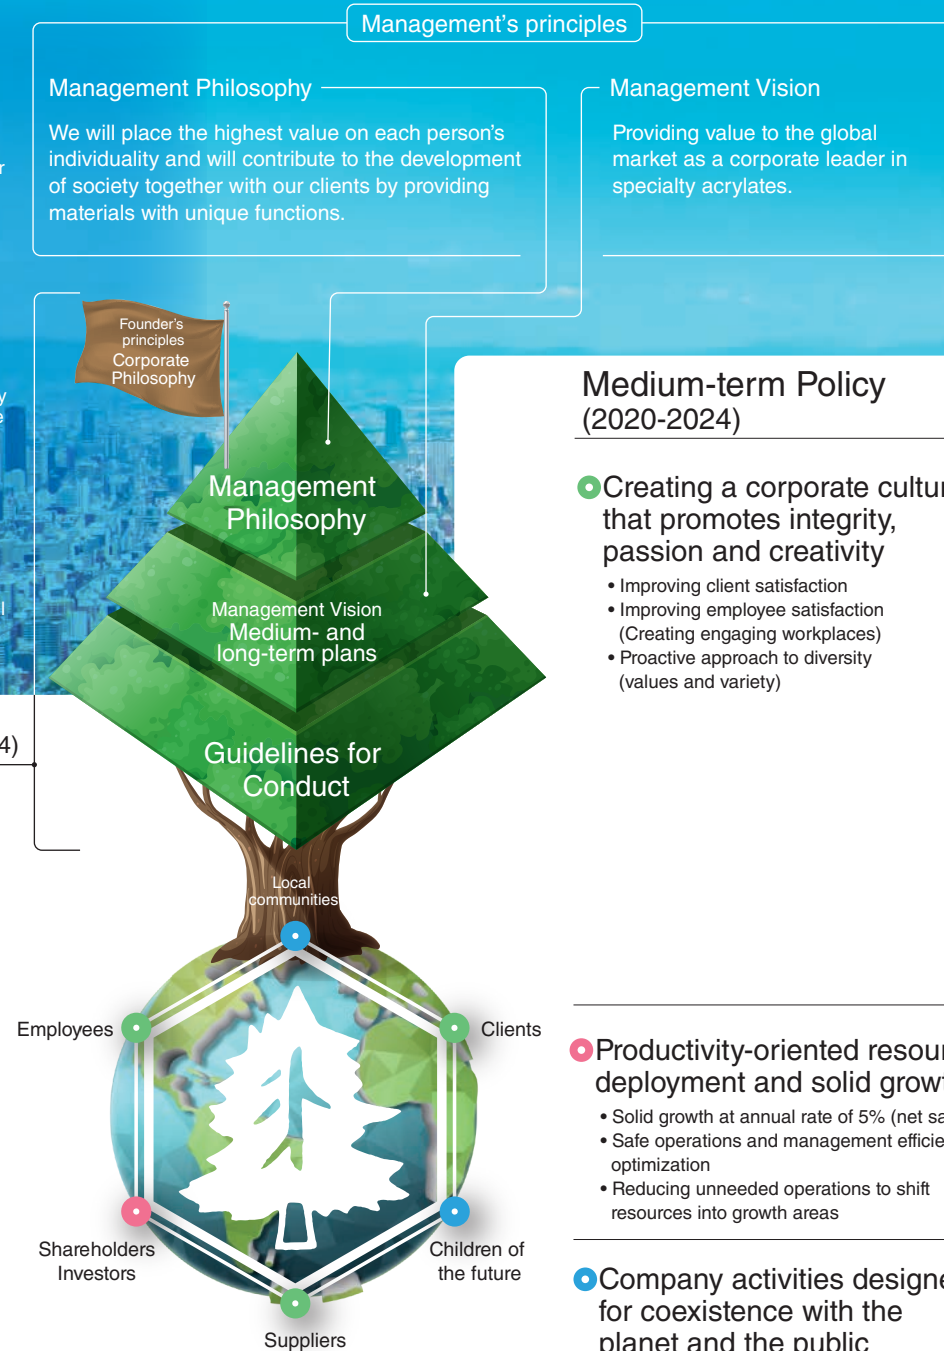 Management's principles
Management Philosophy
We will place the highest value on each person's
individuality and will contribute to the development
of society together with our clients by providing
materials with unique functions.
Management Vision
Providing value to the global
market as a corporate leader in
specialty acrylates.
Founder's
principles
Corporate
Philosophy
Management
Philosophy
Management Vision
Medium- and
long-term plans
Guidelines for
Conduct
4)
Local
communities
Employees
Clients
Shareholders
Investors
Children of
the future
Suppliers
Medium-term Policy
(2020-2024)
Creating a corporate
that promotes integrity,
passion and creativity
• Improving client satisfaction
• Improving employee satisfaction
(Creating engaging workplaces)
• Proactive approach to diversity
(values and variety)
Productivity-oriented
deployment and solid
• Solid growth at annual rate of 5% (net
• Safe operations and management
optimization
• Reducing unneeded operations to shift
resources into growth areas
Company activities
for coexistence with the
planet and the public